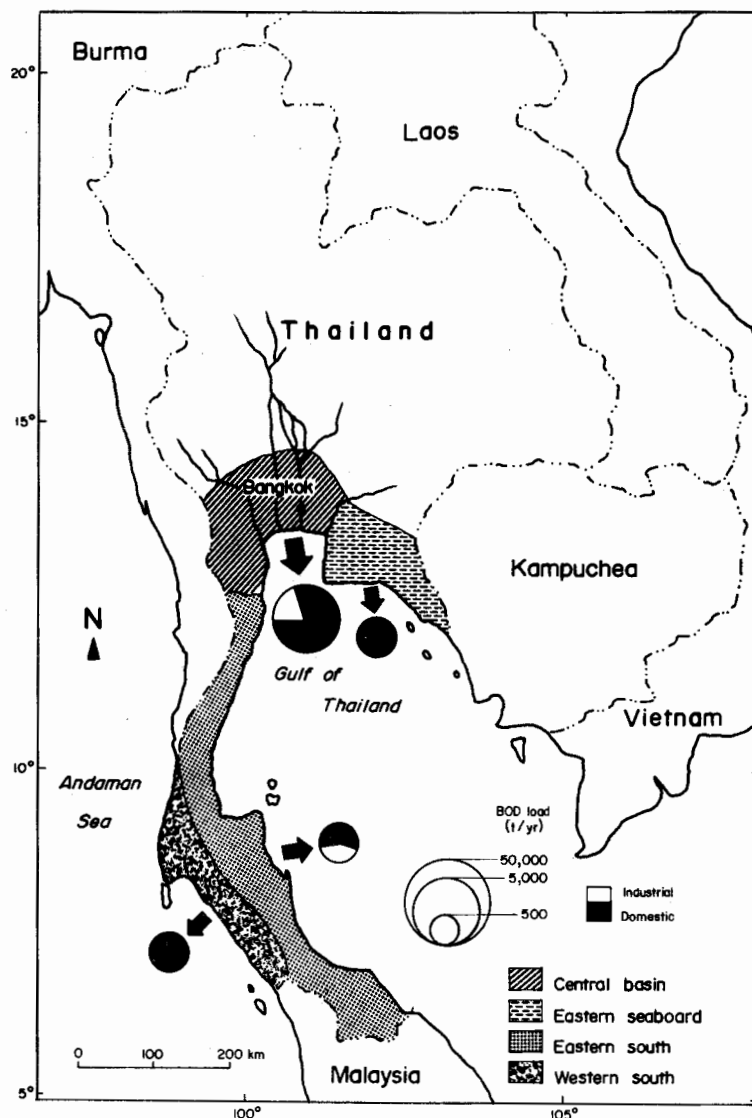 Burma
20°
Laos
Thailand
15°
Bangkok
Kampuchea
N
Gulf of
Thailand
Vietnam
10°
Andaman
Sea
BOD load
(t/yr)
50,000
5,000
500
Industrial
Domestic
Central basin
Eastern seaboard
Eastern south
Western south
0 100 200 km
Malaysia
5°
100°
105°